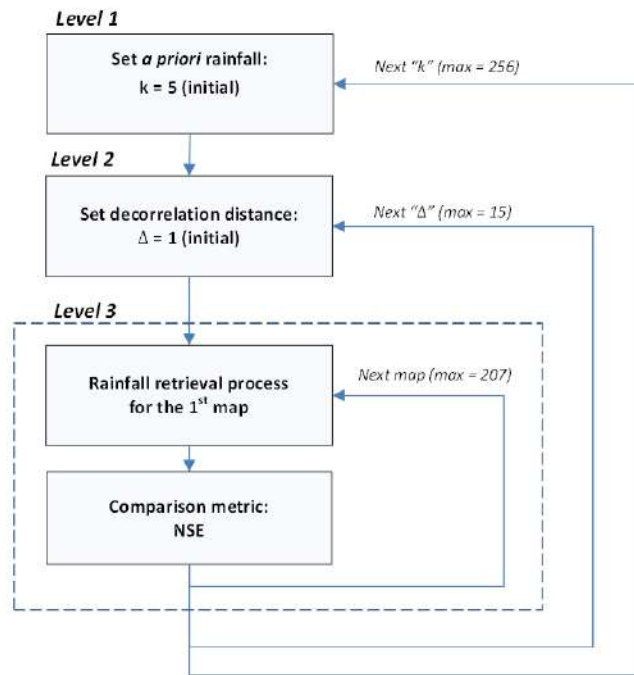 Level 1
Set a priori rainfall:
k = 5 (initial)
Next “k” (max = 256)
Level 2
Set decorrelation distance:
Δ = 1 (initial)
Next “Δ” (max = 15)
Level 3
Rainfall retrieval process
for the 1st map
Next map (max = 207)
Comparison metric:
NSE